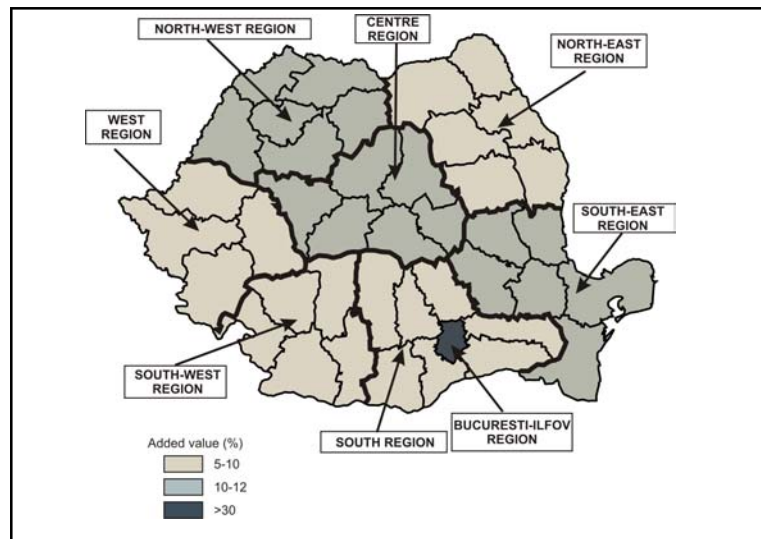 NORTH-WEST REGION
CENTRE
REGION
NORTH-EAST
REGION
WEST
REGION
SOUTH-EAST
REGION
SOUTH-WEST
REGION
SOUTH REGION
BUCURESTI-ILFOV
REGION
Added value (%)
5-10
10-12
>30